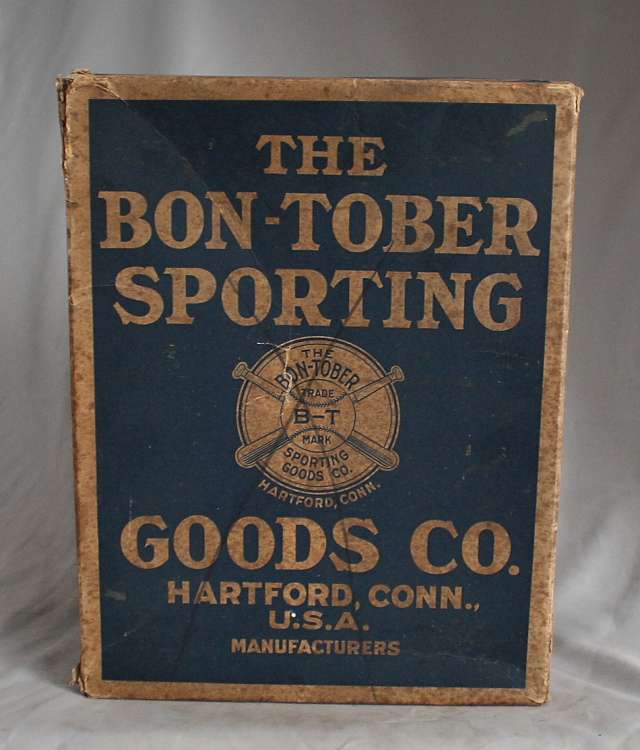 THE
BON-TOBER
SPORTING
THE
BON-TOBER
TRADE
B-T
MARK
SPORTING
GOODS CO.
HARTFORD, CONN.
GOODS CO.
HARTFORD, CONN.,
U.S.A.
MANUFACTURERS